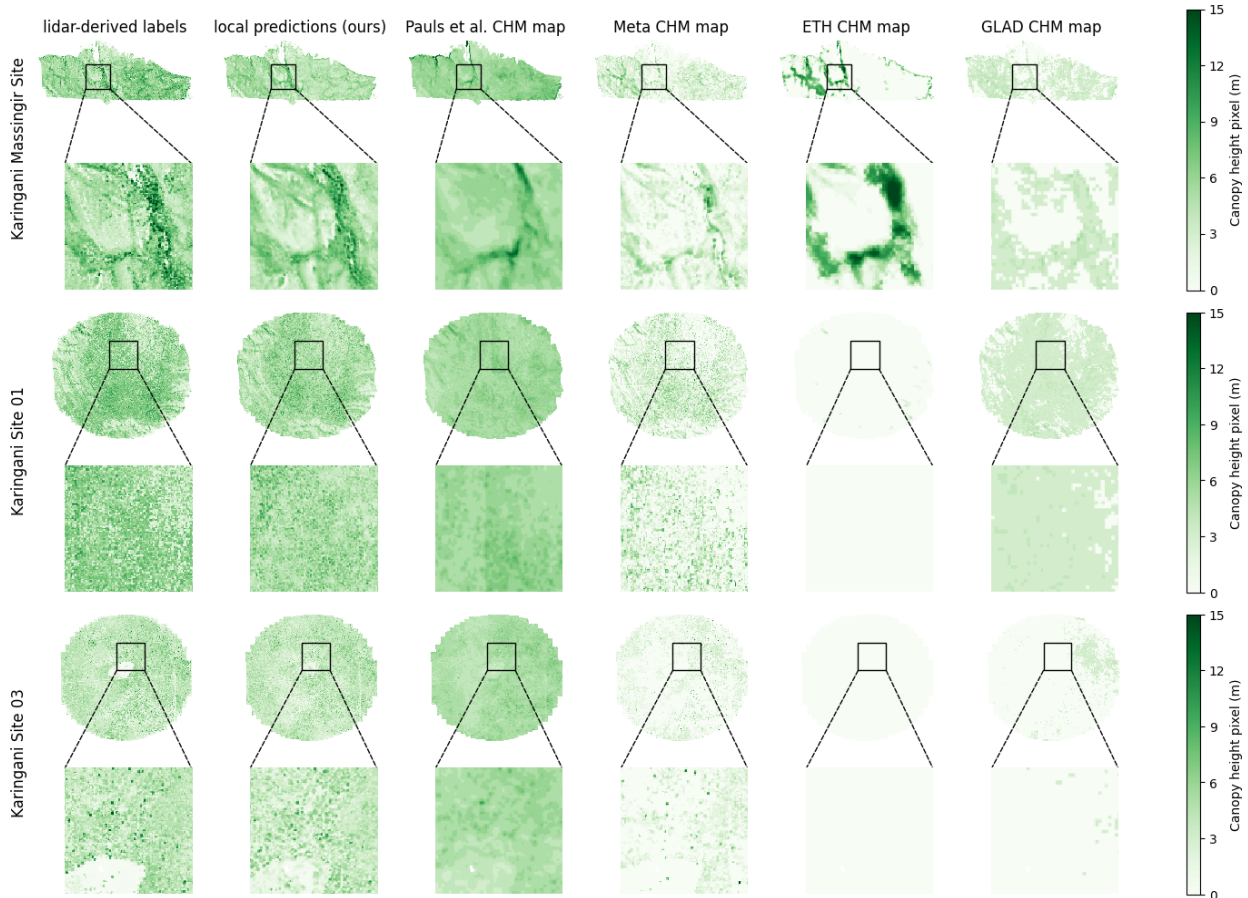 lidar-derived labels
local predictions (ours)
Pauls et al. CHM map
Meta CHM map
ETH CHM map
GLAD CHM map
Karingani Massingir Site
15
12
9
6
3
0
Canopy height pixel (m)
Karingani Site 01
15
12
9
6
3
0
Canopy height pixel (m)
Karingani Site 03
15
12
9
6
3
0
Canopy height pixel (m)